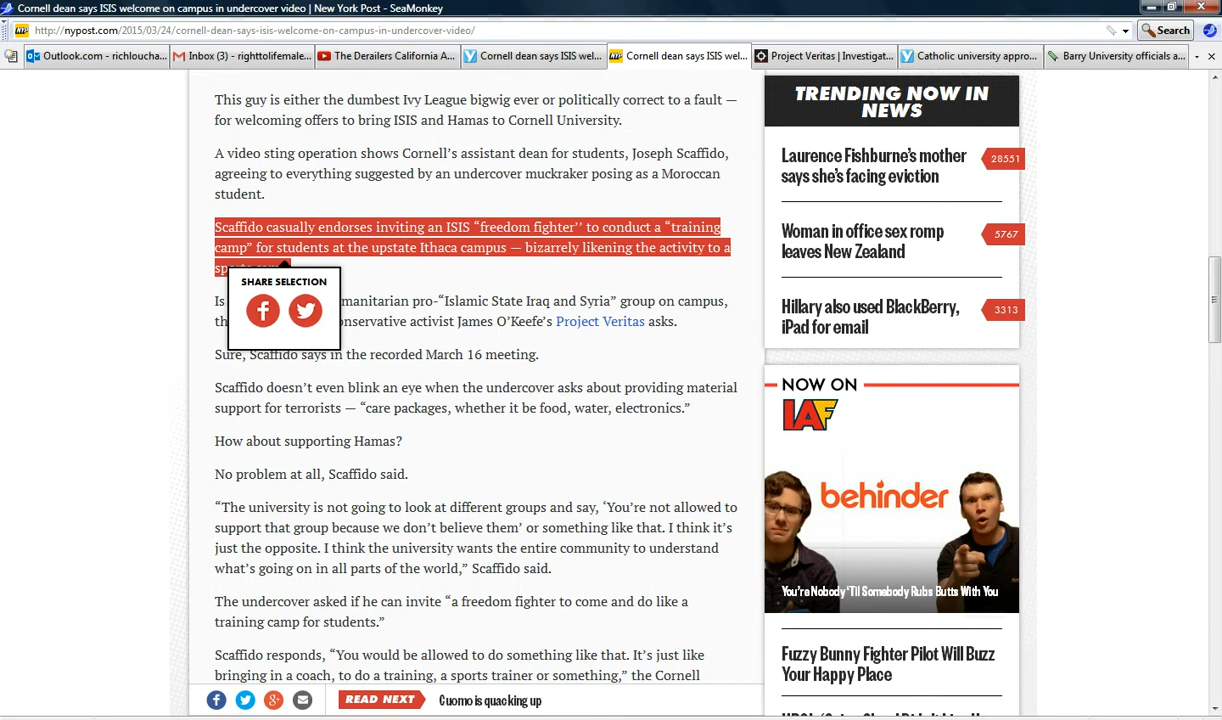 Cornell dean says ISIS welcome on campus in undercover video | New York Post - SeaMonkey
http://nypost.com/2015/03/24/cornell-dean-says-isis-welcome-on-campus-in-undercover-video/
Search
Outlook.com - richloucha...
Inbox (3) - righttolifemale...
The Derailers California A...
Cornell dean says ISIS wel...
Cornell dean says ISIS wel...
Project Veritas | Investigat...
Catholic university appro...
Barry University officials a...
This guy is either the dumbest Ivy League bigwig ever or politically correct to a fault —
for welcoming offers to bring ISIS and Hamas to Cornell University.
A video sting operation shows Cornell’s assistant dean for students, Joseph Scaffido,
agreeing to everything suggested by an undercover muckraker posing as a Moroccan
student.
Scaffido casually endorses inviting an ISIS “freedom fighter’’ to conduct a “training
camp” for students at the upstate Ithaca campus — bizarrely likening the activity to a
SHARE SELECTION
Is manitarian pro-“Islamic State Iraq and Syria” group on campus,
th onservative activist James O’Keefe’s Project Veritas asks.
Sure, Scaffido says in the recorded March 16 meeting.
Scaffido doesn’t even blink an eye when the undercover asks about providing material
support for terrorists — “care packages, whether it be food, water, electronics.”
How about supporting Hamas?
No problem at all, Scaffido said.
“The university is not going to look at different groups and say, ‘You’re not allowed to
support that group because we don’t believe them’ or something like that. I think it’s
just the opposite. I think the university wants the entire community to understand
what’s going on in all parts of the world,” Scaffido said.
The undercover asked if he can invite “a freedom fighter to come and do like a
training camp for students.”
Scaffido responds, “You would be allowed to do something like that. It’s just like
bringing in a coach, to do a training, a sports trainer or something,” the Cornell
READ NEXT
Cuomo is quacking up
TRENDING NOW IN
NEWS
Laurence Fishburne’s mother
says she’s facing eviction
28551
Woman in office sex romp
leaves New Zealand
5767
Hillary also used BlackBerry,
iPad for email
3313
NOW ON
IAF
behinder
You’re Nobody ‘Til Somebody Rubs Butts With You
Fuzzy Bunny Fighter Pilot Will Buzz
Your Happy Place